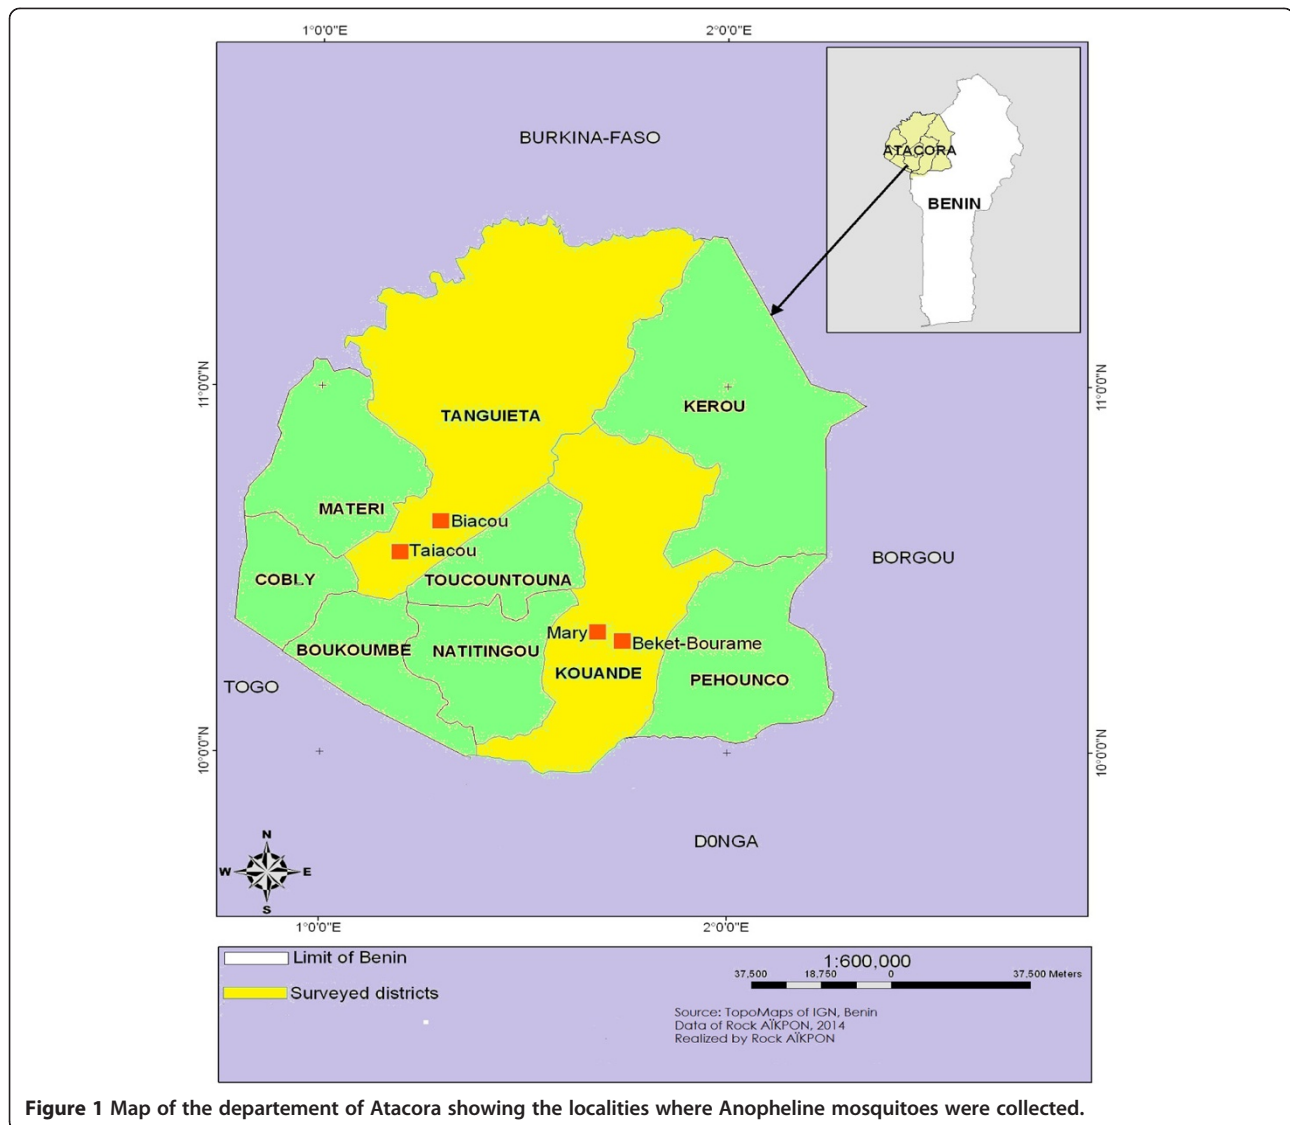 1°0'0"E 2°0'0"E
BURKINA-FASO
ATACORA
BENIN
11°0'0"N 11°0'0"N
TANGUIETA
KEROU
MATERI
Biacou
Taiacou
BORGOU
COBLY
TOUCOUNTOUNA
Mary
Beket-Bourame
BOUKOUMBE
NATITINGOU
KOUANDE
PEHOUNCO
TOGO
10°0'0"N 10°0'0"N
D0NGA
N
W E
S
1°0'0"E 2°0'0"E
Limit of Benin
Surveyed districts
1:600,000
37,500 18,750 0 37,500 Meters
Source: TopoMaps of IGN, Benin
Data of Rock AÏKPON, 2014
Realized by Rock AÏKPON
Figure 1 Map of the departement of Atacora showing the localities where Anopheline mosquitoes were collected.